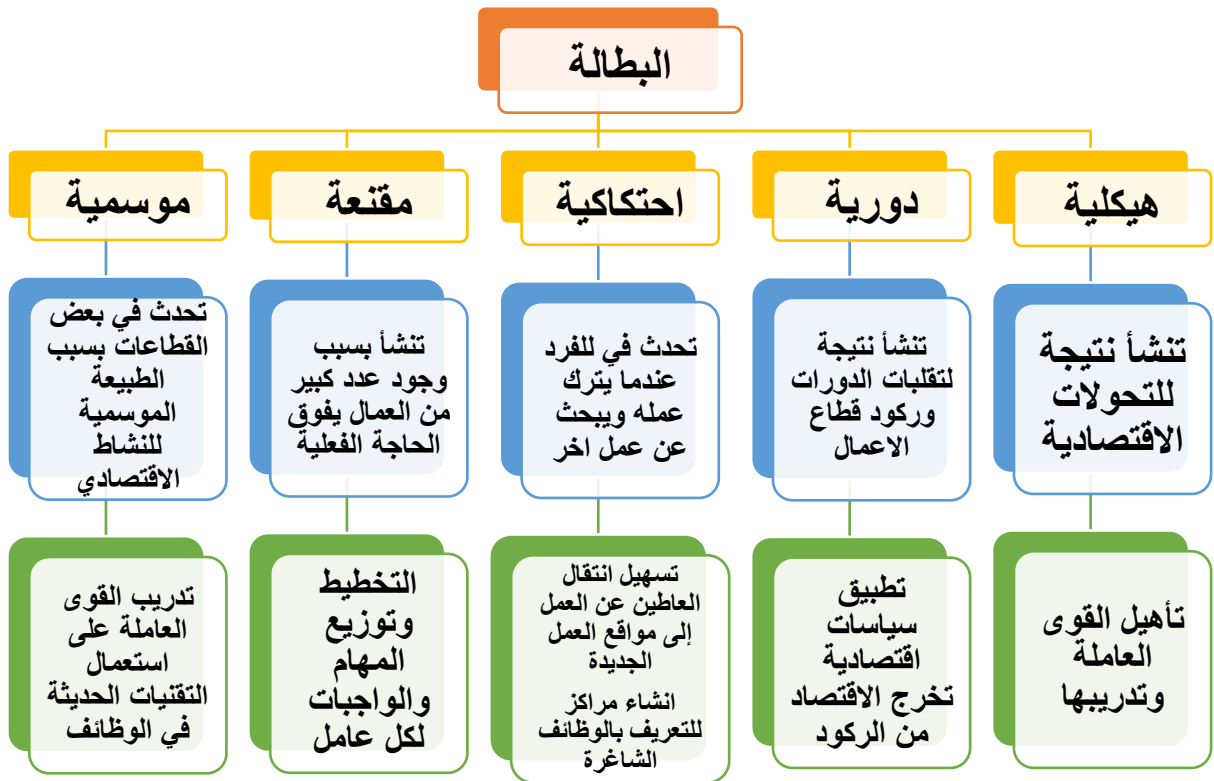 البطالة
هيكلية
دورية
احتكاكية
مقنعة
موسمية
تنشأ نتيجة
للتحولات
الاقتصادية
تنشأ نتيجة
لتقلبات الدورات
وركود قطاع
الاعمال
تحدث في للفرد
عندما يترك
عمله ويبحث
عن عمل اخر
تنشأ بسبب
وجود عدد كبير
من العمال يفوق
الحاجة الفعلية
تحدث في بعض
القطاعات بسبب
الطبيعة
الموسمية
للنشاط
الاقتصادي
تأهيل القوى
العاملة
وتدريبها
تطبيق
سياسات
اقتصادية
تخرج الاقتصاد
من الركود
تسهيل انتقال
العاطين عن العمل
إلى مواقع العمل
الجديدة
انشاء مراكز
للتعريف بالوظائف
الشاغرة
التخطيط
وتوزيع
المهام
والواجبات
لكل عامل
تدريب القوى
العاملة على
استعمال
التقنيات الحديثة
في الوظائف